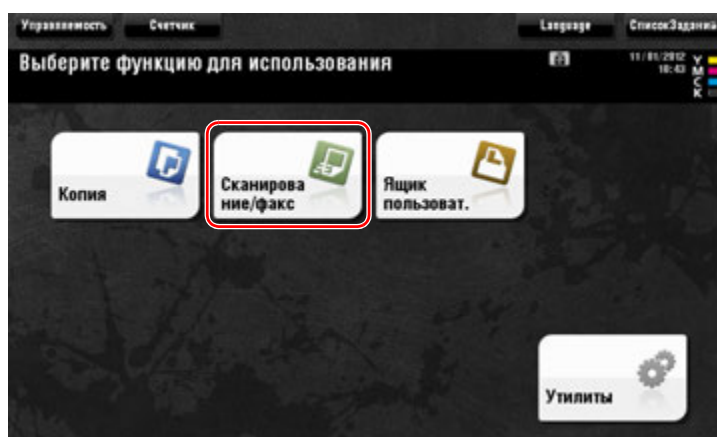 Управляемость Счетчик Language СписокЗадания
Выберите функцию для использования
11/01/2012
10:43
Y
M
C
K
Копия
Сканирова
ние/факс
Ящик
пользоват.
Утилиты